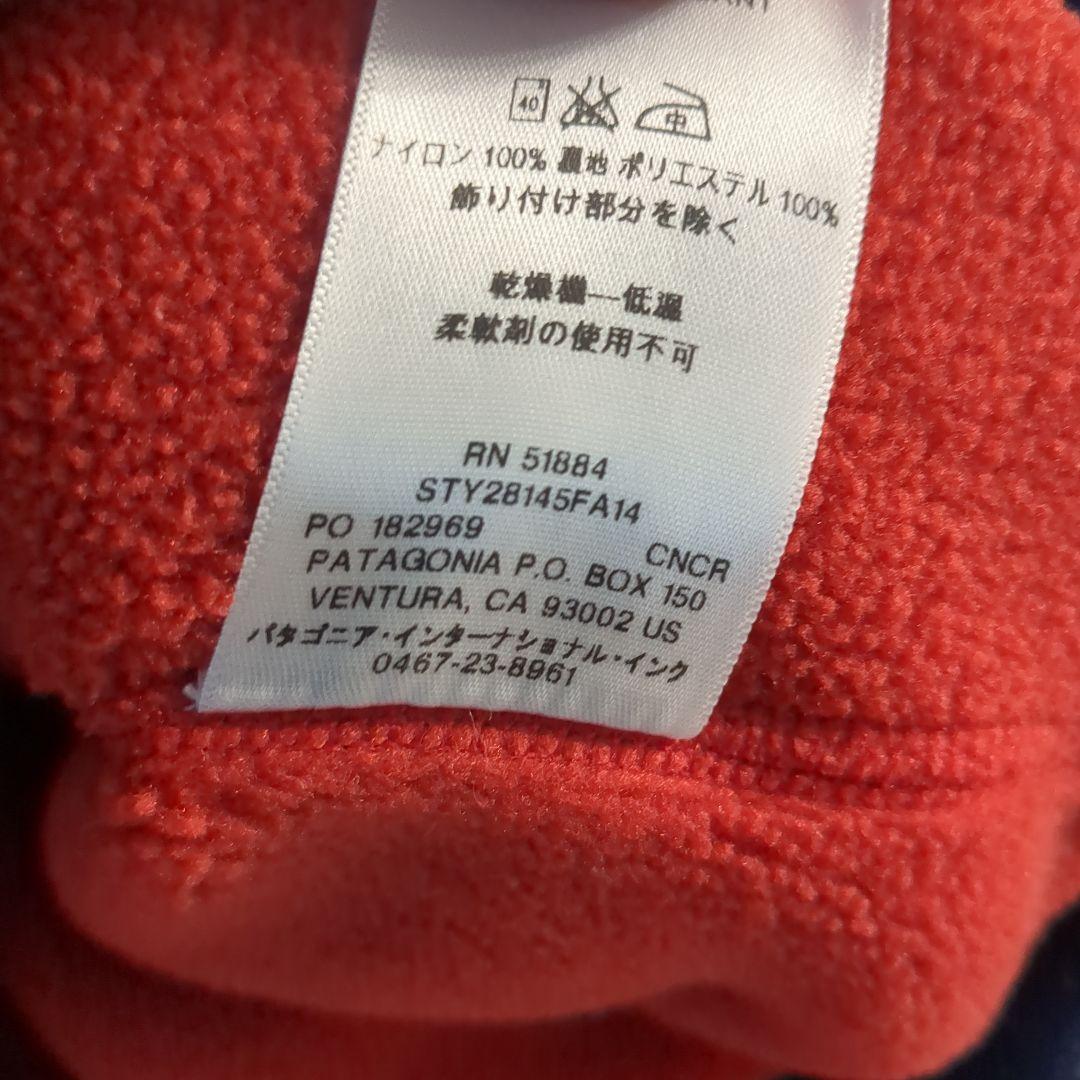 40 中
ナイロン 100% 裏地 ポリエステル 100%
飾り付け部分を除く
乾燥機—低温
柔軟剤の使用不可
RN 51884
STY28145FA14
PO 182969 CNCR
PATAGONIA P.O. BOX 150
VENTURA, CA 93002 US
パタゴニア・インターナショナル・インク
0467-23-8961